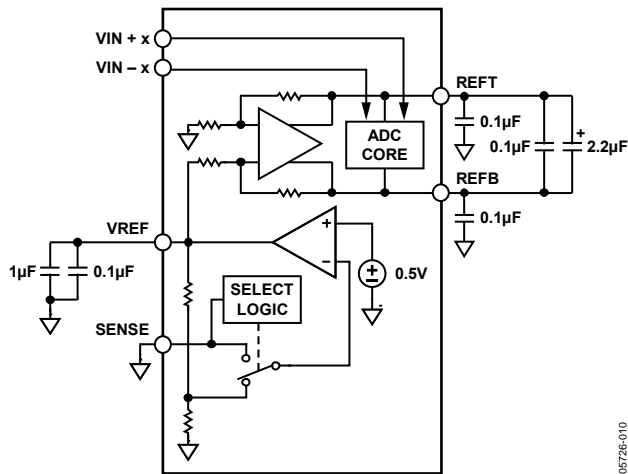 VIN + x
VIN – x
REFT
0.1µF
0.1µF
+
2.2µF
ADC
CORE
REFB
0.1µF
VREF
1µF
0.1µF
+
–
0.5V
+
–
SELECT
LOGIC
SENSE
05726-010